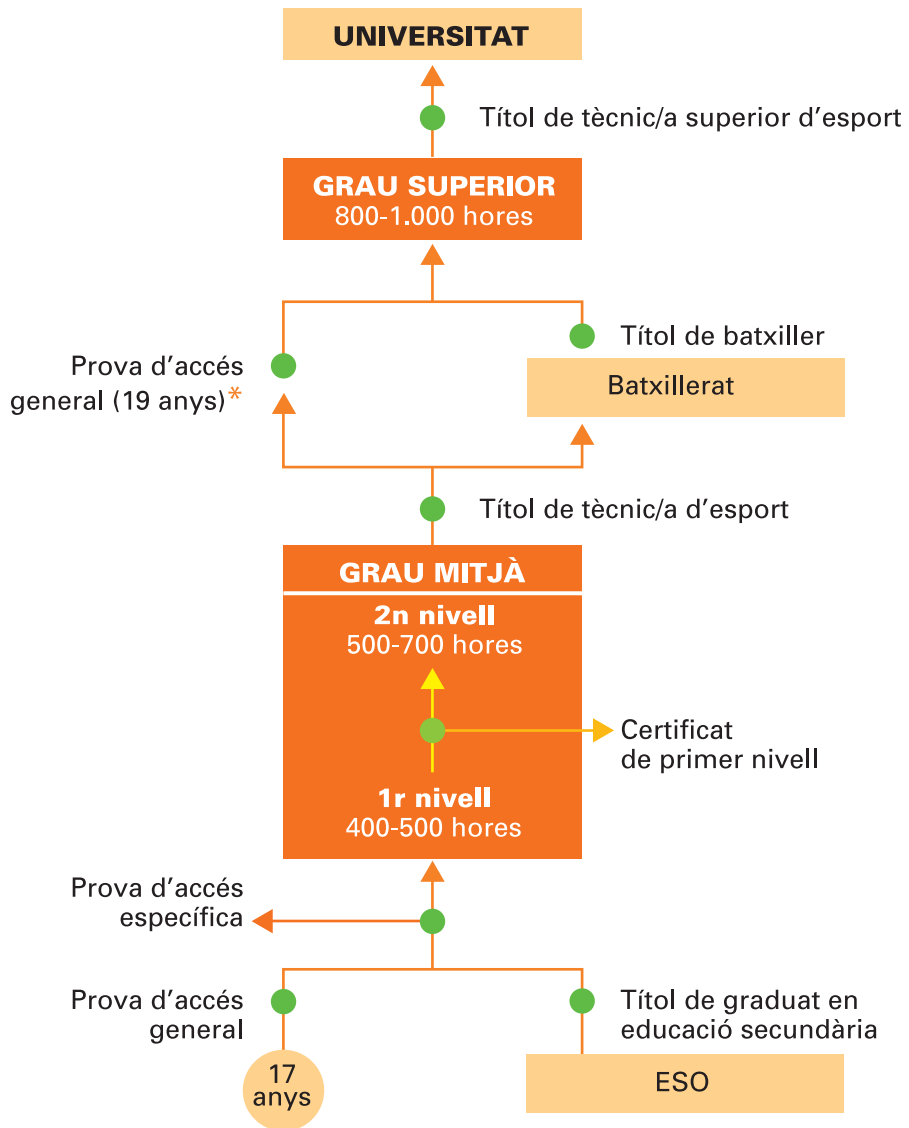 UNIVERSITAT
Títol de tècnic/a superior d'esport
GRAU SUPERIOR
800-1.000 hores
Prova d'accés
general (19 anys)*
Títol de batxiller
Batxillerat
Títol de tècnic/a d'esport
GRAU MITJÀ
2n nivell
500-700 hores
Certificat
de primer nivell
1r nivell
400-500 hores
Prova d'accés
específica
Prova d'accés
general
Títol de graduat en
educació secundària
17
anys
ESO